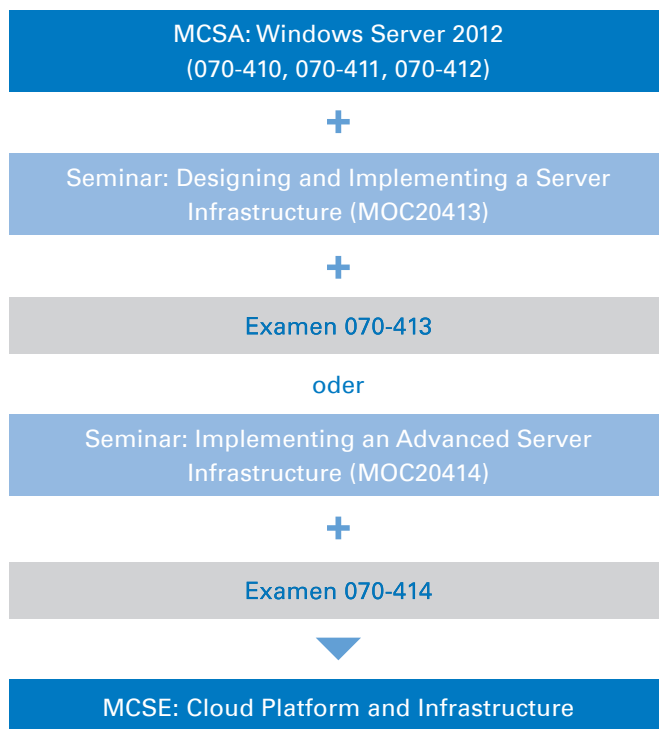 MCSA: Windows Server 2012
(070-410, 070-411, 070-412)
+
Seminar: Designing and Implementing a Server
Infrastructure (MOC20413)
+
Examen 070-413
oder
Seminar: Implementing an Advanced Server
Infrastructure (MOC20414)
+
Examen 070-414
MCSE: Cloud Platform and Infrastructure